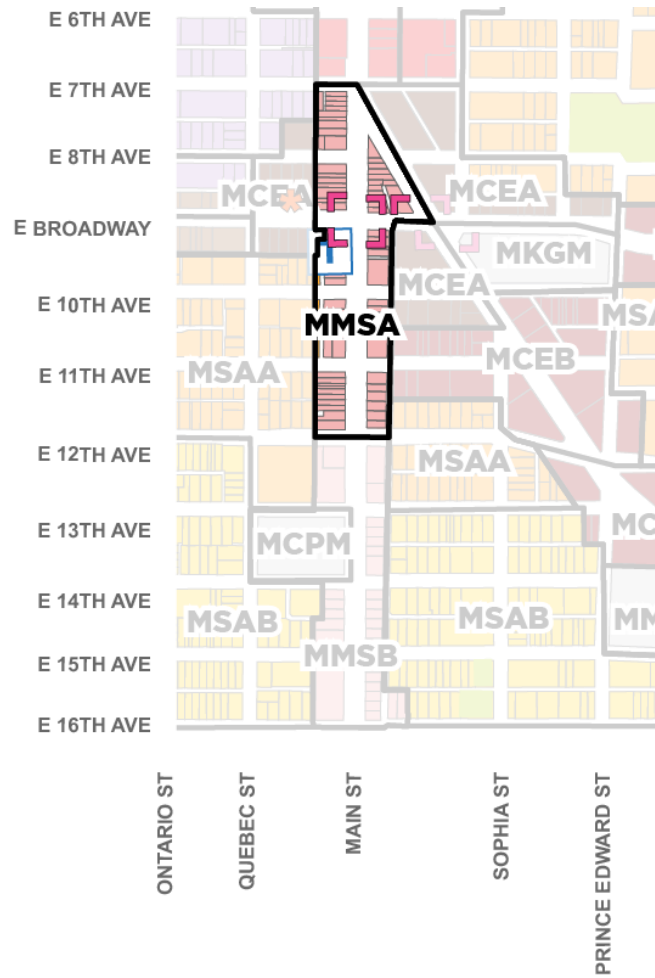 E 6TH AVE
E 7TH AVE
E 8TH AVE
MCEA
MCEA
E BROADWAY
MKGM
MCEA
E 10TH AVE
MMSA
MSA
MCEB
E 11TH AVE
MSAA
E 12TH AVE
MSAA
E 13TH AVE
MCPM
MC
E 14TH AVE
MSAB
MSAB
MM
E 15TH AVE
MMSB
E 16TH AVE
ONTARIO ST
QUEBEC ST
MAIN ST
SOPHIA ST
PRINCE EDWARD ST